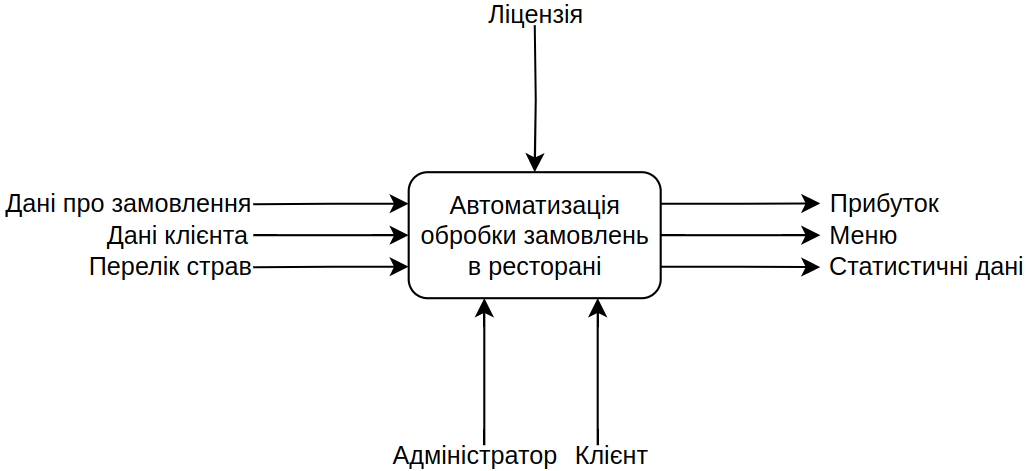 Ліцензія
Дані про замовлення
Дані клієнта
Перелік страв
Автоматизація
обробки замовлень
в ресторані
Прибуток
Меню
Статистичні дані
Адміністратор
Клієнт